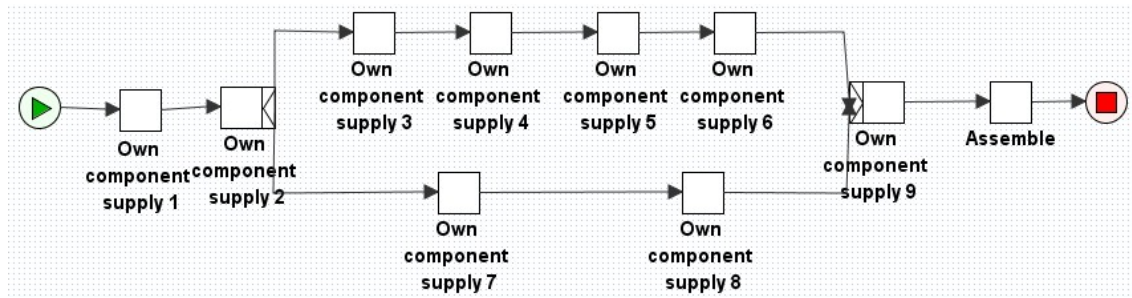 Own
component
supply 3
Own
component
supply 4
Own
component
supply 5
Own
component
supply 6
Own
component
supply 1
Own
component
supply 2
Own
component
supply 9
Assemble
Own
component
supply 7
Own
component
supply 8